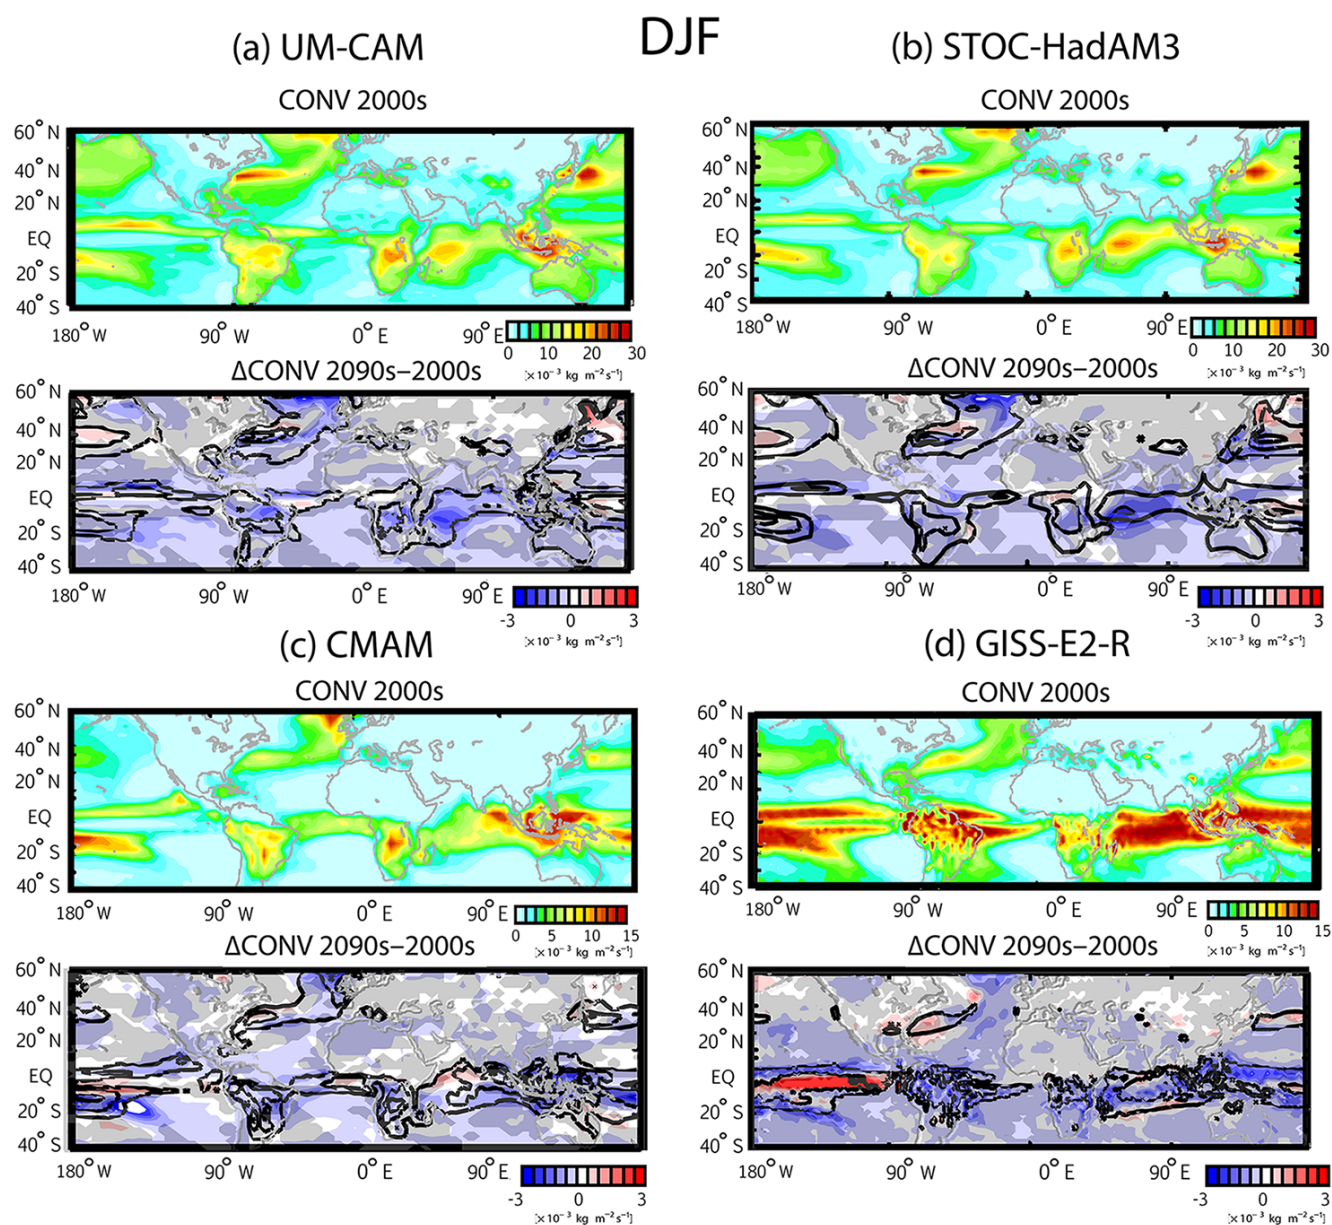 DJF
(a) UM-CAM
CONV 2000s
60° N
40° N
20° N
EQ
20° S
40° S
180° W 90° W 0° E 90° E
0 10 20 30
[×10⁻³ kg m⁻²s⁻¹]
ΔCONV 2090s–2000s
60° N
40° N
20° N
EQ
20° S
40° S
180° W 90° W 0° E 90° E
-3 0 3
[×10⁻³ kg m⁻²s⁻¹]
(b) STOC-HadAM3
CONV 2000s
60° N
40° N
20° N
EQ
20° S
40° S
180° W 90° W 0° E 90° E
0 10 20 30
[×10⁻³ kg m⁻²s⁻¹]
ΔCONV 2090s–2000s
60° N
40° N
20° N
EQ
20° S
40° S
180° W 90° W 0° E 90° E
-3 0 3
[×10⁻³ kg m⁻²s⁻¹]
(c) CMAM
CONV 2000s
60° N
40° N
20° N
EQ
20° S
40° S
180° W 90° W 0° E 90° E
0 5 10 15
[×10⁻³ kg m⁻²s⁻¹]
ΔCONV 2090s–2000s
60° N
40° N
20° N
EQ
20° S
40° S
180° W 90° W 0° E 90° E
-3 0 3
[×10⁻³ kg m⁻²s⁻¹]
(d) GISS-E2-R
CONV 2000s
60° N
40° N
20° N
EQ
20° S
40° S
180° W 90° W 0° E 90° E
0 5 10 15
[×10⁻³ kg m⁻²s⁻¹]
ΔCONV 2090s–2000s
60° N
40° N
20° N
EQ
20° S
40° S
180° W 90° W 0° E 90° E
-3 0 3
[×10⁻³ kg m⁻²s⁻¹]